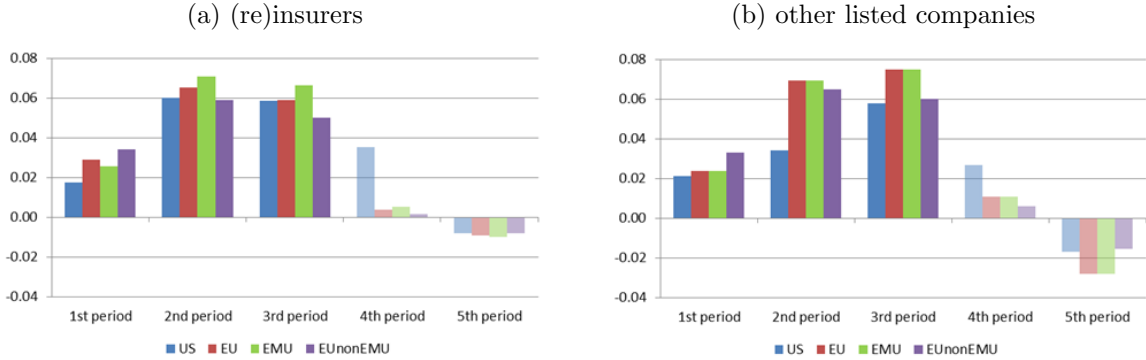 (a) (re)insurers
0.08
0.06
0.04
0.02
0.00
-0.02
-0.04
1st period 2nd period 3rd period 4th period 5th period
US EU EMU EUnonEMU
(b) other listed companies
0.08
0.06
0.04
0.02
0.00
-0.02
-0.04
1st period 2nd period 3rd period 4th period 5th period
US EU EMU EUnonEMU